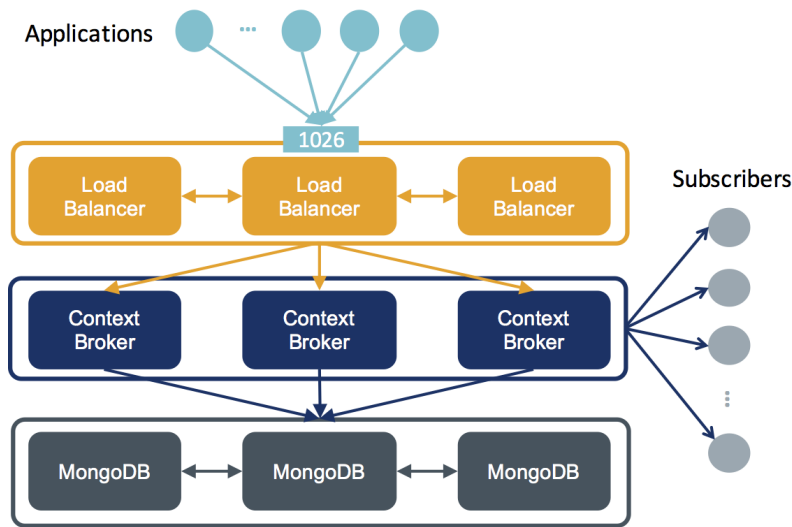 Applications
...
1026
Load
Balancer
Load
Balancer
Load
Balancer
Subscribers
Context
Broker
Context
Broker
Context
Broker
MongoDB
MongoDB
MongoDB